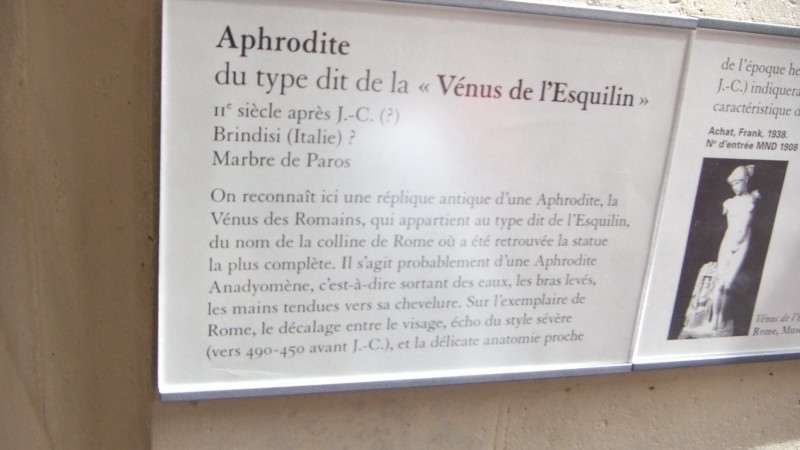 Aphrodite
du type dit de la « Vénus de l'Esquilin »
IIe siècle après J.-C. (?)
Brindisi (Italie) ?
Marbre de Paros
On reconnaît ici une réplique antique d'une Aphrodite, la
Vénus des Romains, qui appartient au type dit de l'Esquilin,
du nom de la colline de Rome où a été retrouvée la statue
la plus complète. Il s'agit probablement d'une Aphrodite
Anadyomène, c'est-à-dire sortant des eaux, les bras levés,
les mains tendues vers sa chevelure. Sur l'exemplaire de
Rome, le décalage entre le visage, écho du style sévère
(vers 490-450 avant J.-C.), et la délicate anatomie proche
de l'époque he
J.-C.) indiquera
caractéristique d
Achat, Frank, 1938.
N° d'entrée MND 1908
Vénus de l'E
Rome, Musé